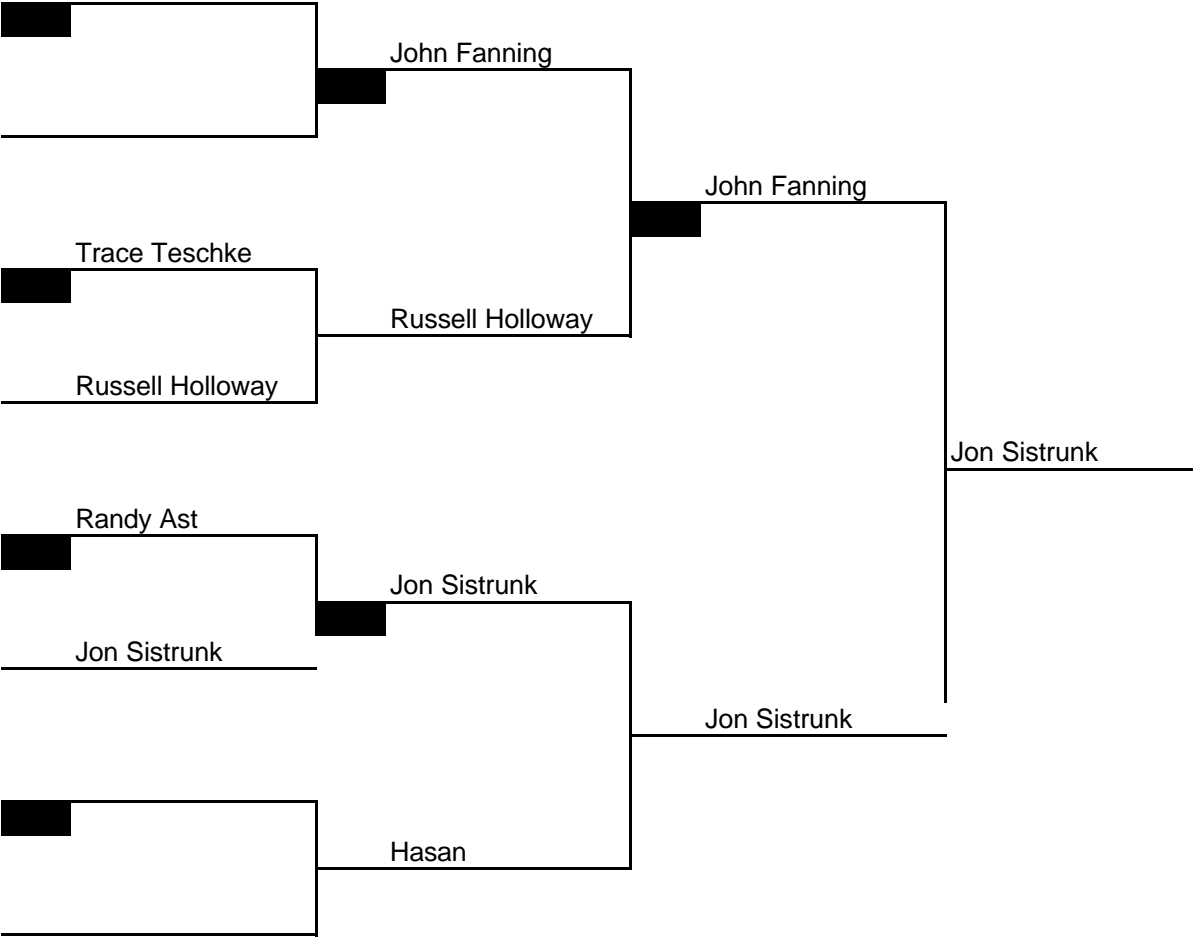 John Fanning
John Fanning
Trace Teschke
Russell Holloway
Russell Holloway
Jon Sistrunk
Randy Ast
Jon Sistrunk
Jon Sistrunk
Jon Sistrunk
Hasan